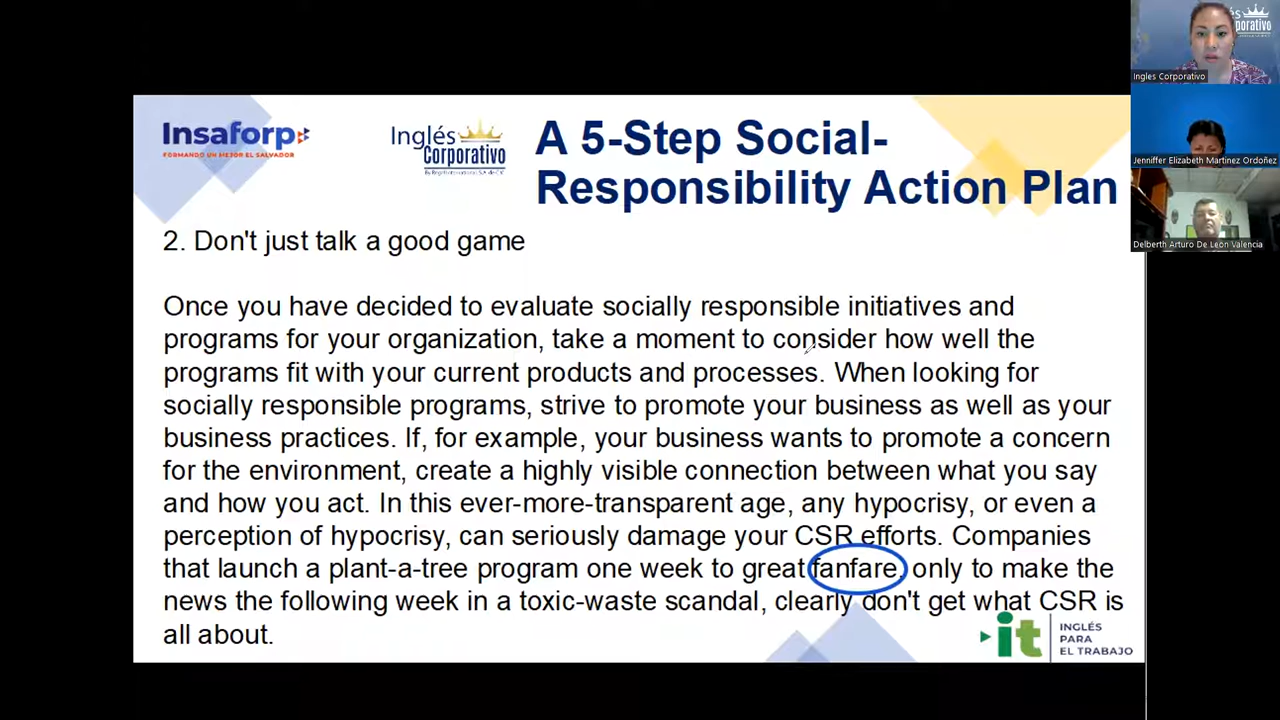 Insaforp
FORMANDO UN MEJOR EL SALVADOR
Inglés
Corporativo
A 5-Step Social-
Responsibility Action Plan
2. Don't just talk a good game
Once you have decided to evaluate socially responsible initiatives and
programs for your organization, take a moment to consider how well the
programs fit with your current products and processes. When looking for
socially responsible programs, strive to promote your business as well as your
business practices. If, for example, your business wants to promote a concern
for the environment, create a highly visible connection between what you say
and how you act. In this ever-more-transparent age, any hypocrisy, or even a
perception of hypocrisy, can seriously damage your CSR efforts. Companies
that launch a plant-a-tree program one week to great fanfare, only to make the
news the following week in a toxic-waste scandal, clearly don't get what CSR is
all about.
it
INGLÉS
PARA
EL TRABAJO
Ingles Corporativo
Jenniffer Elizabeth Martinez Ordoñez
Delberth Arturo De Leon Valencia